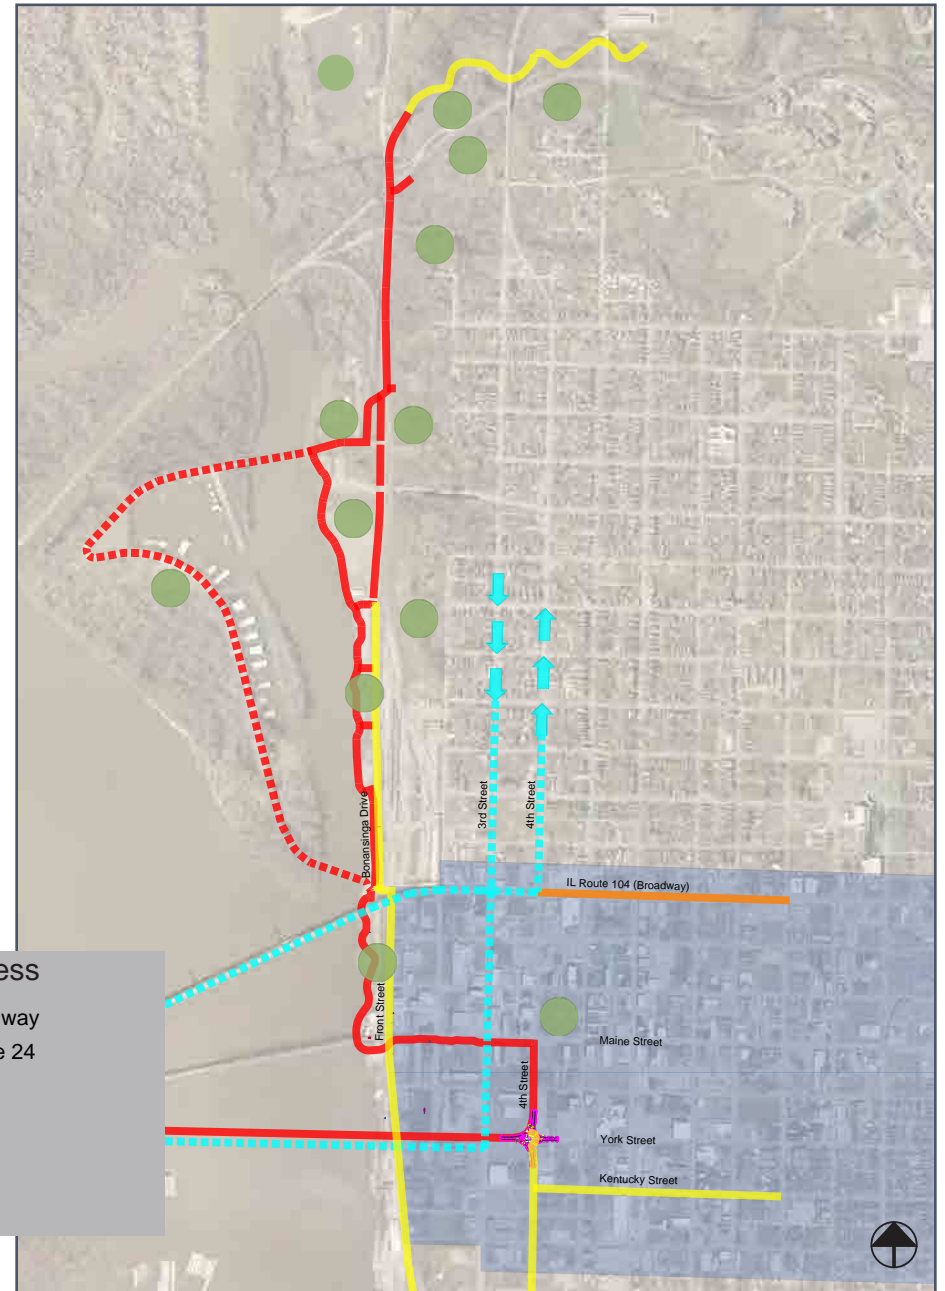 3rd Street
4th Street
Bonansinga Drive
IL Route 104 (Broadway)
ess
way
e 24
Front Street
Maine Street
4th Street
York Street
Kentucky Street